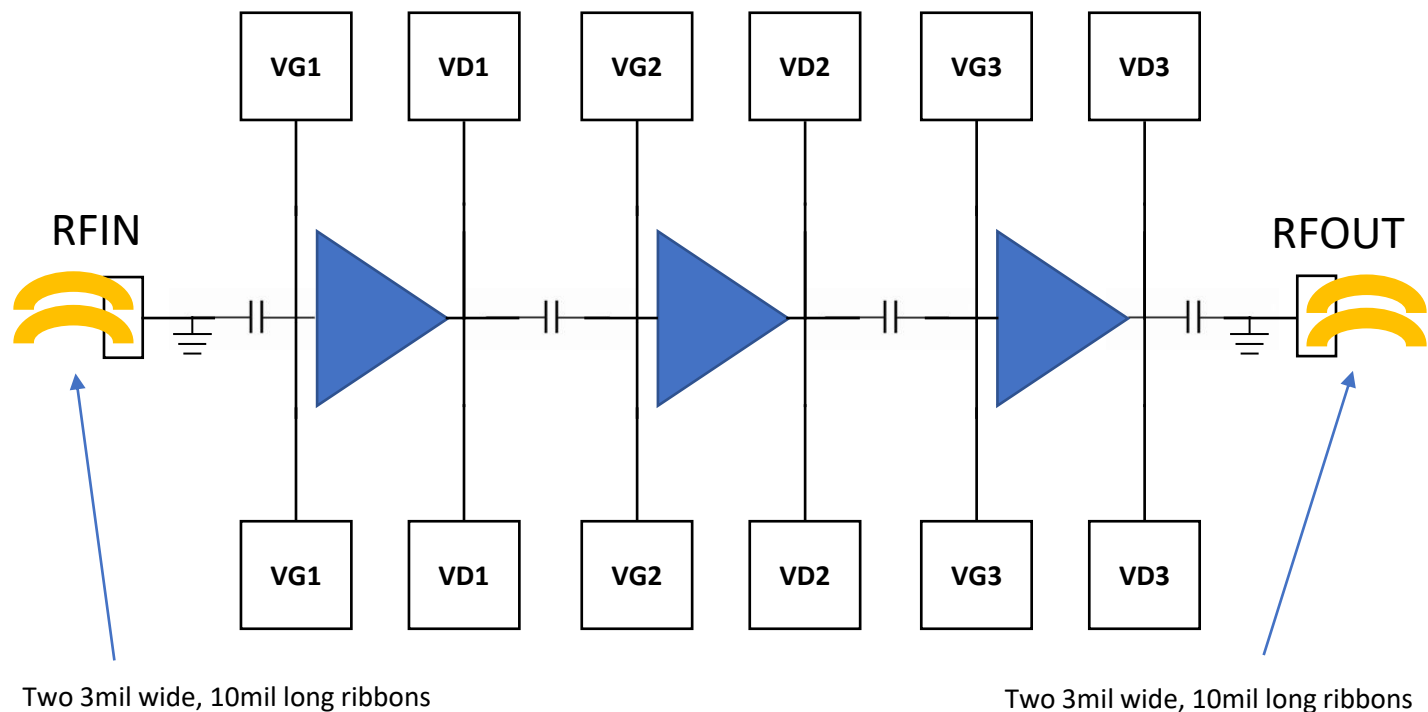 VG1 VD1 VG2 VD2 VG3 VD3
RFIN RFOUT
VG1 VD1 VG2 VD2 VG3 VD3
Two 3mil wide, 10mil long ribbons Two 3mil wide, 10mil long ribbons